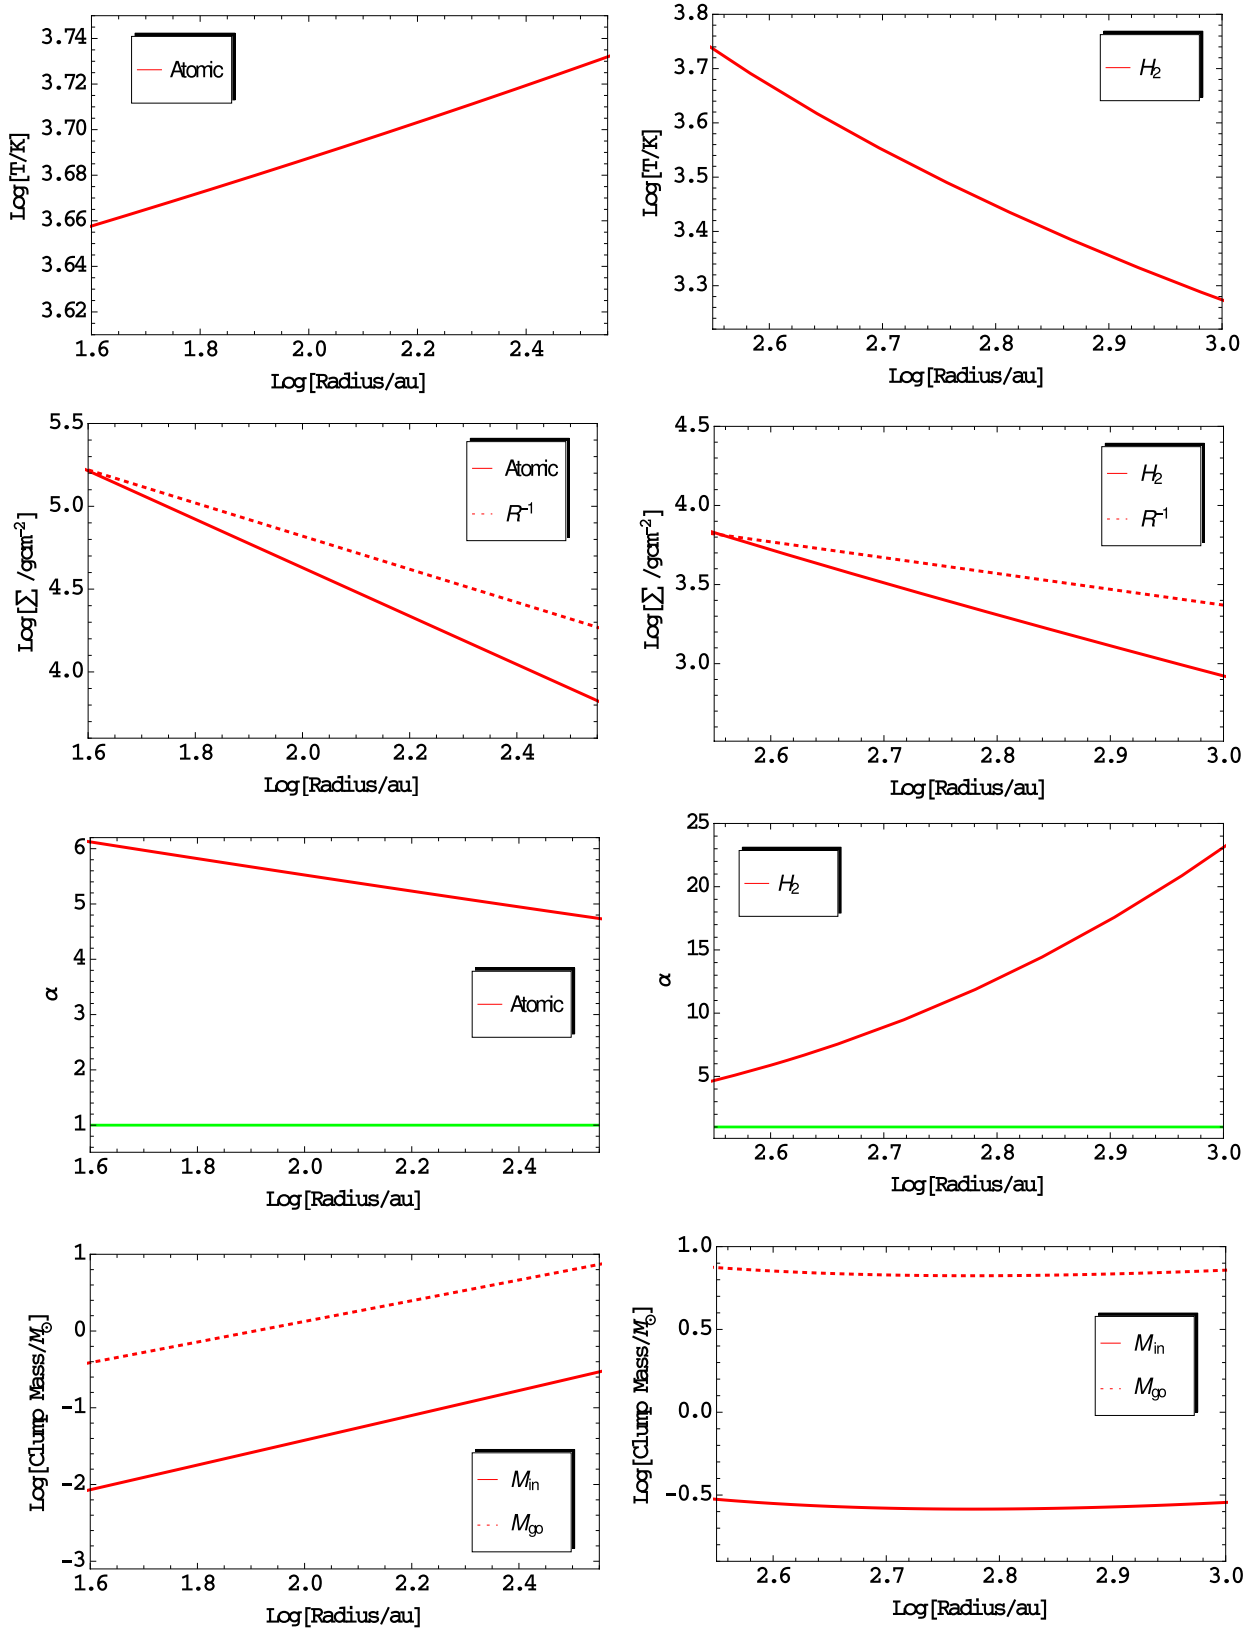 3.74
3.72
3.70
3.68
3.66
3.64
3.62
Log[T/K]
Atomic
1.6 1.8 2.0 2.2 2.4
Log[Radius/au]
3.8
3.7
3.6
3.5
3.4
3.3
Log[T/K]
H₂
2.6 2.7 2.8 2.9 3.0
Log[Radius/au]
5.5
5.0
4.5
4.0
Log[∑ /gcm⁻²]
Atomic
R⁻¹
1.6 1.8 2.0 2.2 2.4
Log[Radius/au]
4.5
4.0
3.5
3.0
Log[∑ /gcm⁻²]
H₂
R⁻¹
2.6 2.7 2.8 2.9 3.0
Log[Radius/au]
6
5
4
3
2
1
α
Atomic
1.6 1.8 2.0 2.2 2.4
Log[Radius/au]
25
20
15
10
5
α
H₂
2.6 2.7 2.8 2.9 3.0
Log[Radius/au]
1
0
-1
-2
-3
Log[Clump Mass/M⊙]
M_in
M_go
1.6 1.8 2.0 2.2 2.4
Log[Radius/au]
1.0
0.5
0.0
-0.5
Log[Clump Mass/M⊙]
M_in
M_go
2.6 2.7 2.8 2.9 3.0
Log[Radius/au]